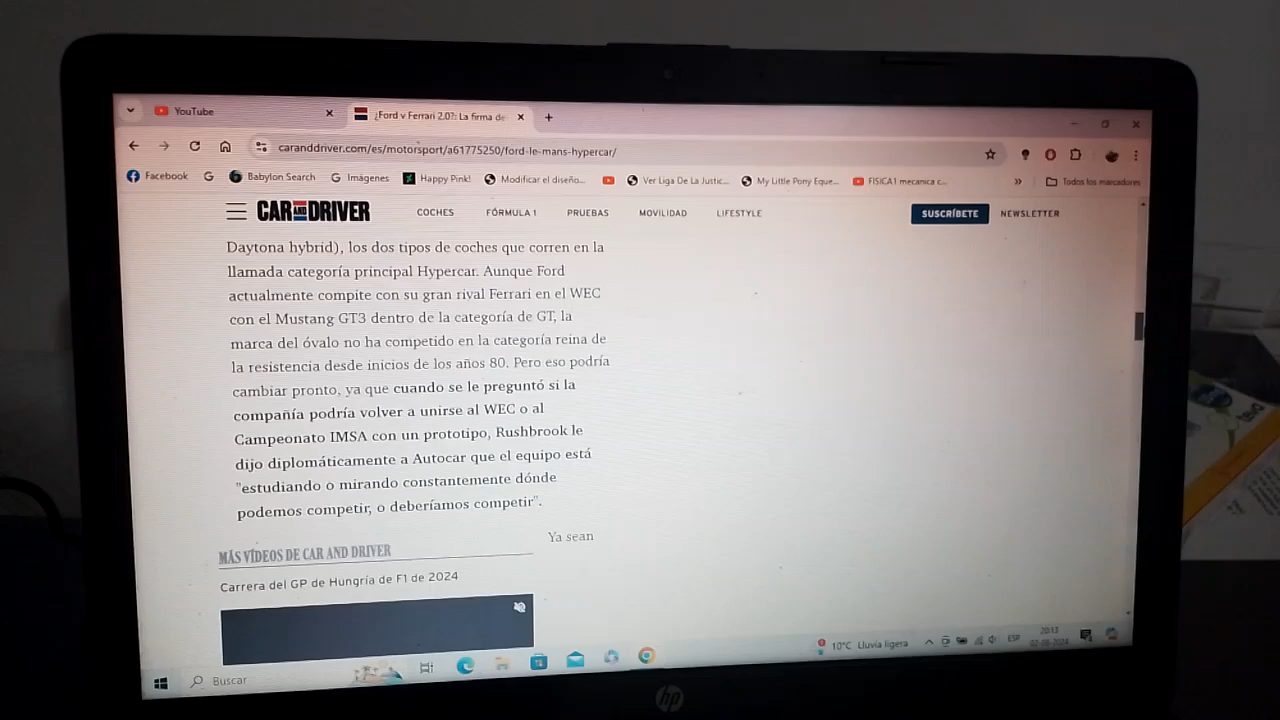 YouTube
¿Ford v Ferrari 2.0?: La firma de
caranddriver.com/es/motorsport/a61775250/ford-le-mans-hypercar/
Facebook
Babylon Search
Imágenes
Happy Pink!
Modificar el diseño...
Ver Liga De La Justic...
My Little Pony Eque...
FISICA1 mecanica c...
Todos los marcadores
CAR AND DRIVER
COCHES
FÓRMULA 1
PRUEBAS
MOVILIDAD
LIFESTYLE
SUSCRÍBETE
NEWSLETTER
Daytona hybrid), los dos tipos de coches que corren en la
llamada categoría principal Hypercar. Aunque Ford
actualmente compite con su gran rival Ferrari en el WEC
con el Mustang GT3 dentro de la categoría de GT, la
marca del óvalo no ha competido en la categoría reina de
la resistencia desde inicios de los años 80. Pero eso podría
cambiar pronto, ya que cuando se le preguntó si la
compañía podría volver a unirse al WEC o al
Campeonato IMSA con un prototipo, Rushbrook le
dijo diplomáticamente a Autocar que el equipo está
"estudiando o mirando constantemente dónde
podemos competir, o deberíamos competir".
Ya sean
MÁS VÍDEOS DE CAR AND DRIVER
Carrera del GP de Hungría de F1 de 2024
Buscar
10°C Lluvia ligera
ESP
20:13
02-08-2024
hp